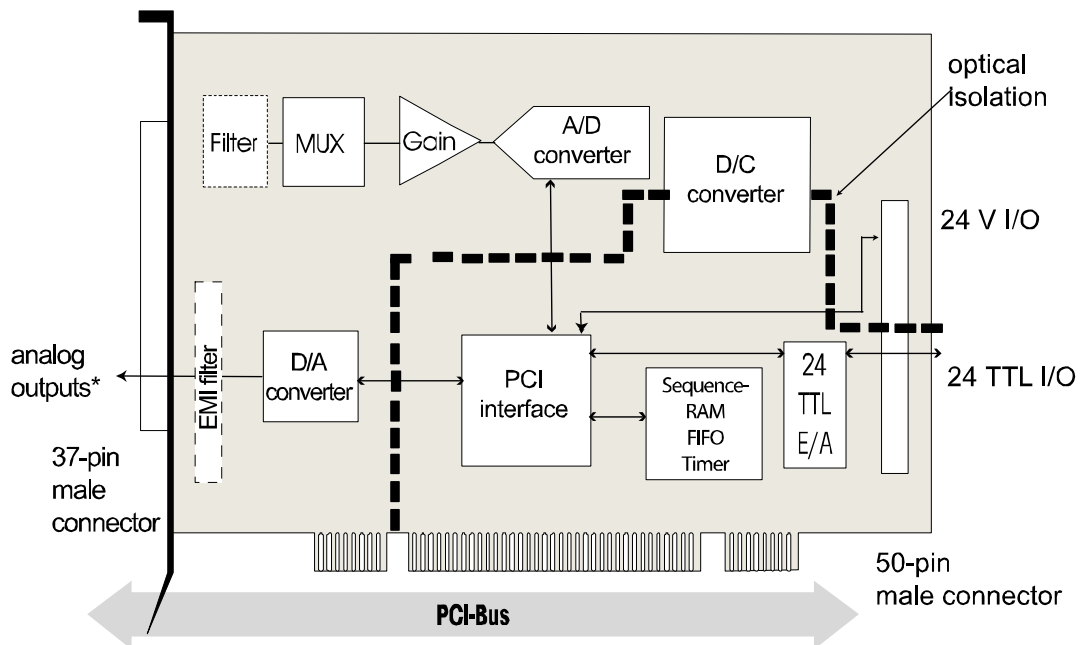 optical
isolation
Filter
MUX
Gain
A/D
converter
D/C
converter
24 V I/O
analog
outputs*
EMI filter
D/A
converter
PCI
interface
Sequence-
RAM
FIFO
Timer
24
TTL
E/A
24 TTL I/O
37-pin
male
connector
50-pin
male connector
PCI-Bus